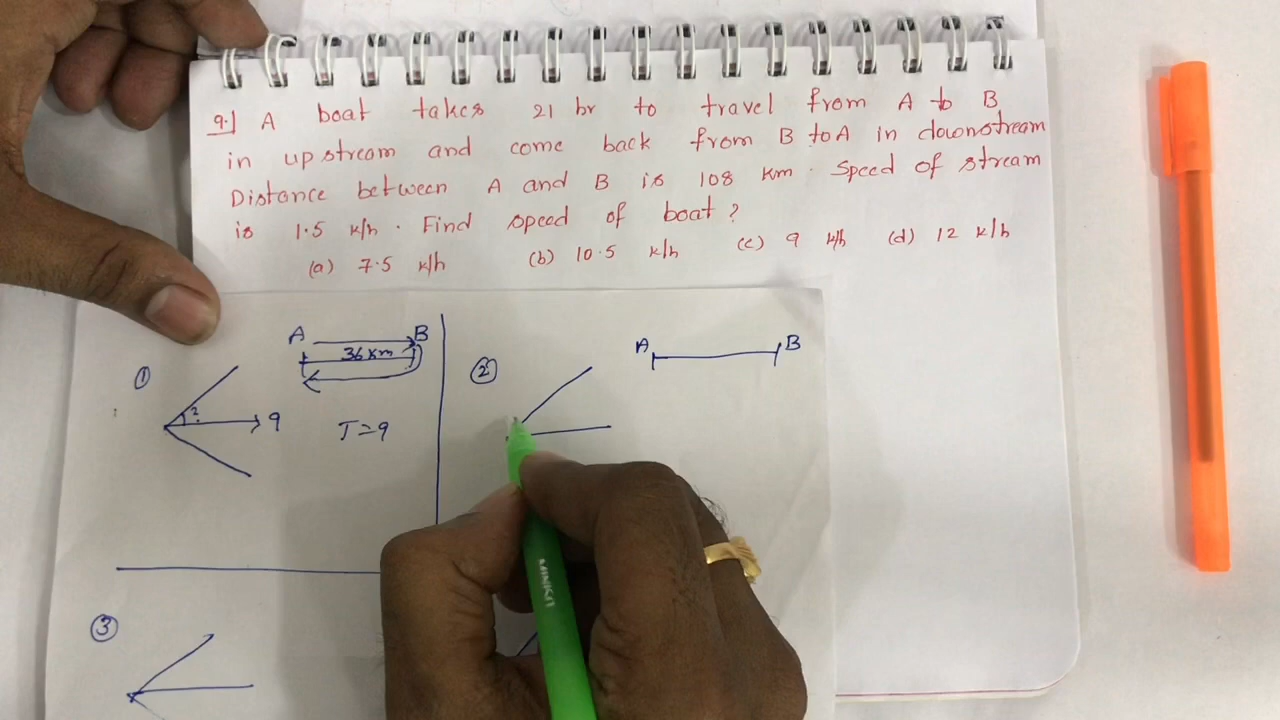 9.] A boat takes 21 hr to travel from A to B
in upstream and come back from B to A in downstream
Distance between A and B is 108 km. Speed of stream
is 1.5 k/h. Find speed of boat?
(a) 7.5 k/h (b) 10.5 k/h (c) 9 k/h (d) 12 k/h
A B
36 km
① ? 9
T=9
② A B
③
MINKA